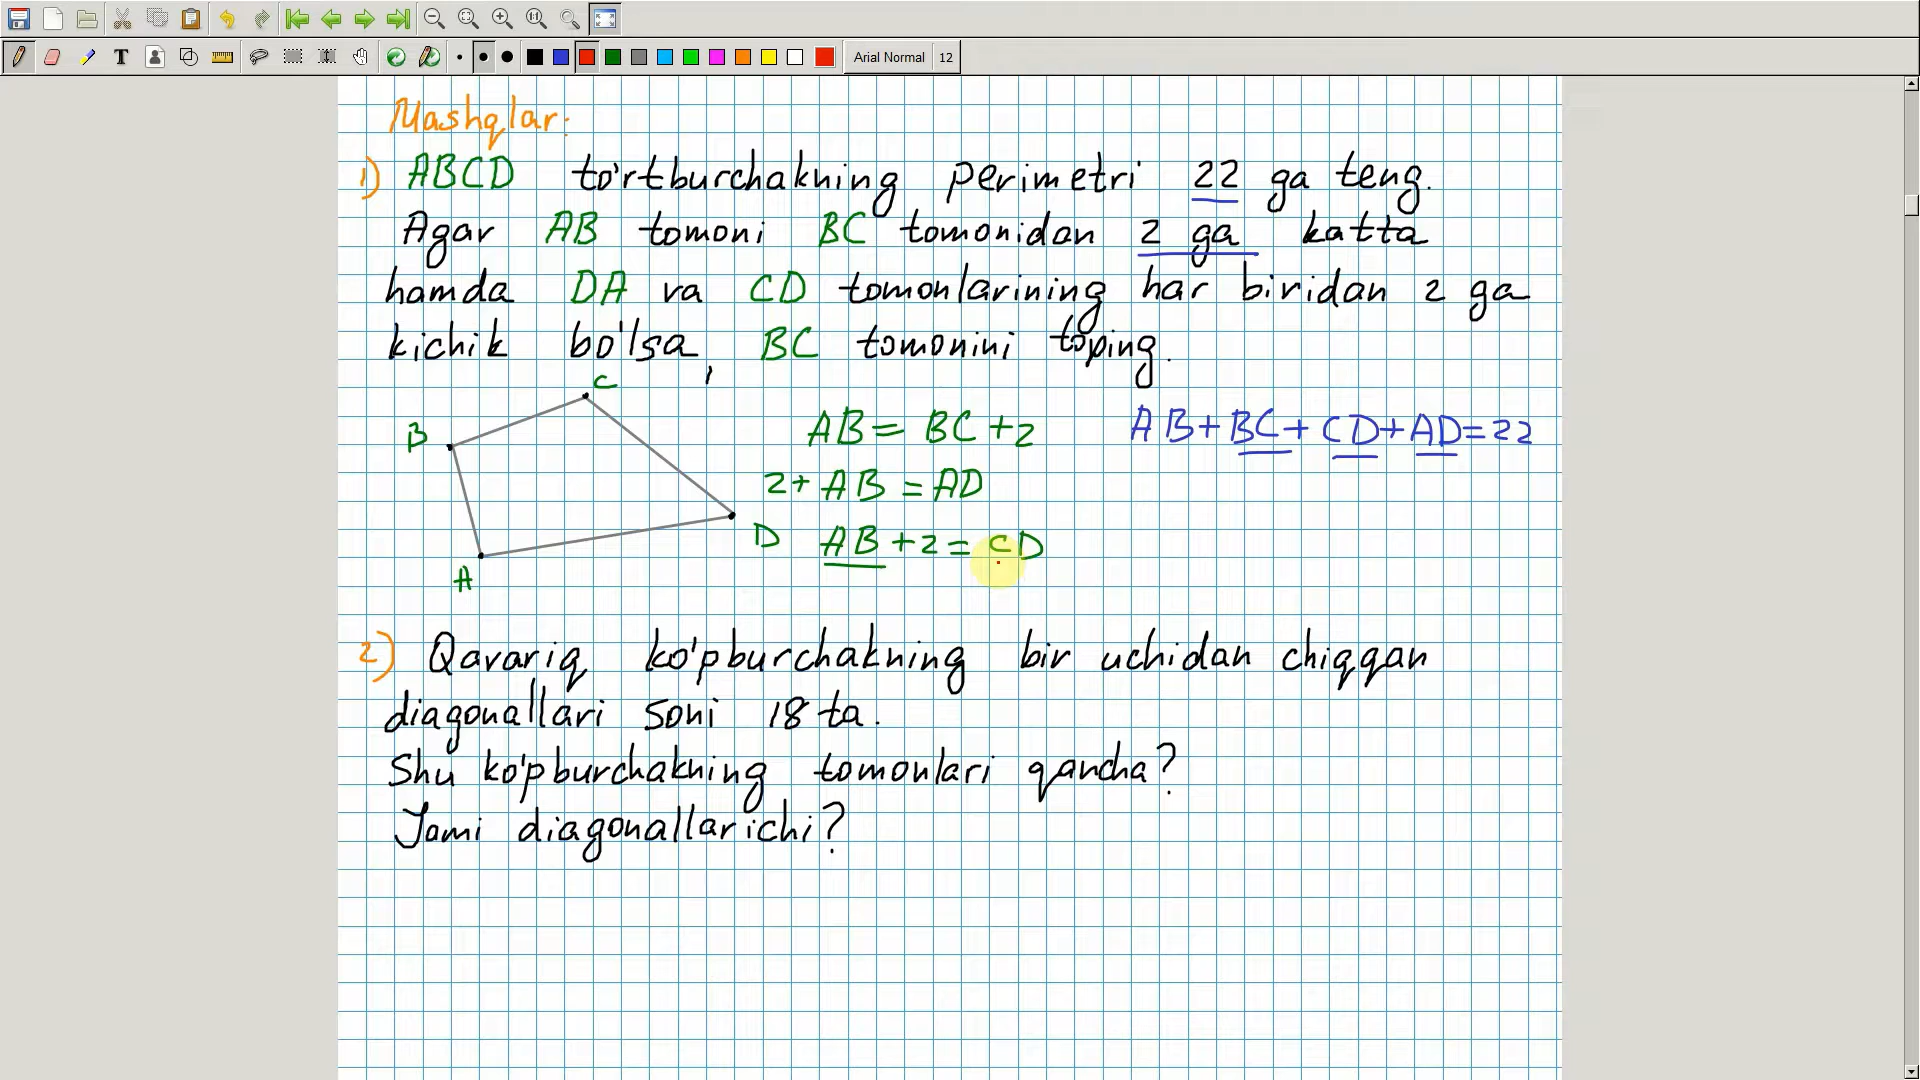 Arial Normal 12
Mashqlar:
1) ABCD to'rtburchakning perimetri 22 ga teng.
Agar AB tomoni BC tomonidan 2 ga katta
hamda DA va CD tomonlarining har biridan 2 ga
kichik bo'lsa, BC tomonini toping.
C
B
D
A
AB = BC + 2
2 + AB = AD
AB + 2 = CD
AB + BC + CD + AD = 22
2) Qavariq ko'pburchakning bir uchidan chiqqan
diagonallari soni 18 ta.
Shu ko'pburchakning tomonlari qancha?
Jami diagonallarichi?